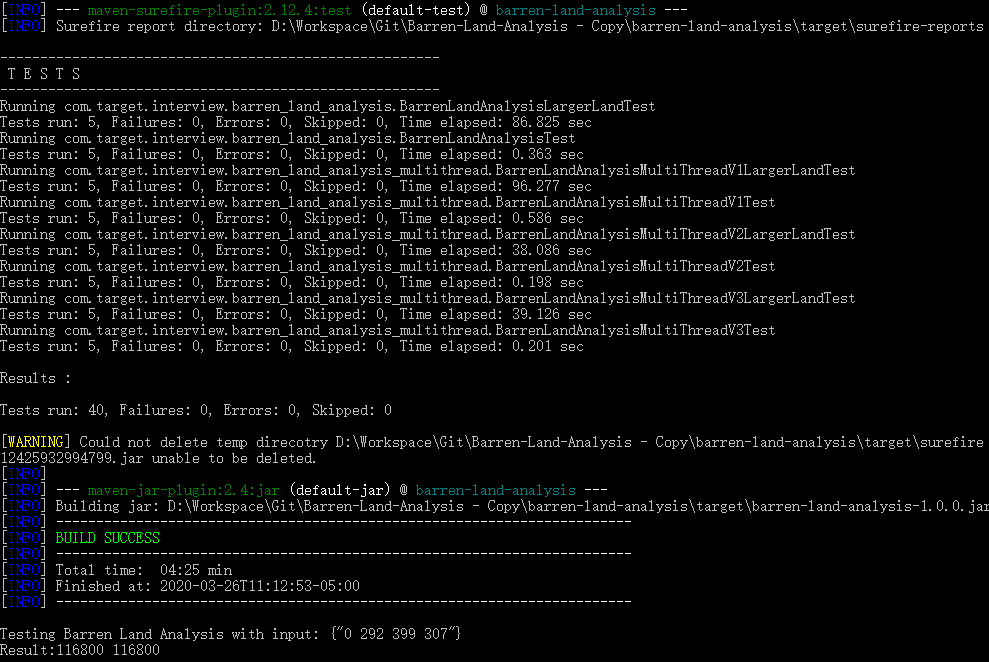 [INFO] --- maven-surefire-plugin:2.12.4:test (default-test) @ barren-land-analysis ---
[INFO] Surefire report directory: D:\Workspace\Git\Barren-Land-Analysis - Copy\barren-land-analysis\target\surefire-reports
-------------------------------------------------------
T E S T S
-------------------------------------------------------
Running com.target.interview.barren_land_analysis.BarrenLandAnalysisLargerLandTest
Tests run: 5, Failures: 0, Errors: 0, Skipped: 0, Time elapsed: 86.825 sec
Running com.target.interview.barren_land_analysis.BarrenLandAnalysisTest
Tests run: 5, Failures: 0, Errors: 0, Skipped: 0, Time elapsed: 0.363 sec
Running com.target.interview.barren_land_analysis_multithread.BarrenLandAnalysisMultiThreadV1LargerLandTest
Tests run: 5, Failures: 0, Errors: 0, Skipped: 0, Time elapsed: 96.277 sec
Running com.target.interview.barren_land_analysis_multithread.BarrenLandAnalysisMultiThreadV1Test
Tests run: 5, Failures: 0, Errors: 0, Skipped: 0, Time elapsed: 0.586 sec
Running com.target.interview.barren_land_analysis_multithread.BarrenLandAnalysisMultiThreadV2LargerLandTest
Tests run: 5, Failures: 0, Errors: 0, Skipped: 0, Time elapsed: 38.086 sec
Running com.target.interview.barren_land_analysis_multithread.BarrenLandAnalysisMultiThreadV2Test
Tests run: 5, Failures: 0, Errors: 0, Skipped: 0, Time elapsed: 0.198 sec
Running com.target.interview.barren_land_analysis_multithread.BarrenLandAnalysisMultiThreadV3LargerLandTest
Tests run: 5, Failures: 0, Errors: 0, Skipped: 0, Time elapsed: 39.126 sec
Running com.target.interview.barren_land_analysis_multithread.BarrenLandAnalysisMultiThreadV3Test
Tests run: 5, Failures: 0, Errors: 0, Skipped: 0, Time elapsed: 0.201 sec
Results :
Tests run: 40, Failures: 0, Errors: 0, Skipped: 0
[WARNING] Could not delete temp direcotry D:\Workspace\Git\Barren-Land-Analysis - Copy\barren-land-analysis\target\surefire
12425932994799.jar unable to be deleted.
[INFO]
[INFO] --- maven-jar-plugin:2.4:jar (default-jar) @ barren-land-analysis ---
[INFO] Building jar: D:\Workspace\Git\Barren-Land-Analysis - Copy\barren-land-analysis\target\barren-land-analysis-1.0.0.jar
[INFO] ------------------------------------------------------------------------
[INFO] BUILD SUCCESS
[INFO] ------------------------------------------------------------------------
[INFO] Total time:  04:25 min
[INFO] Finished at: 2020-03-26T11:12:53-05:00
[INFO] ------------------------------------------------------------------------
Testing Barren Land Analysis with input: {"0 292 399 307"}
Result:116800 116800